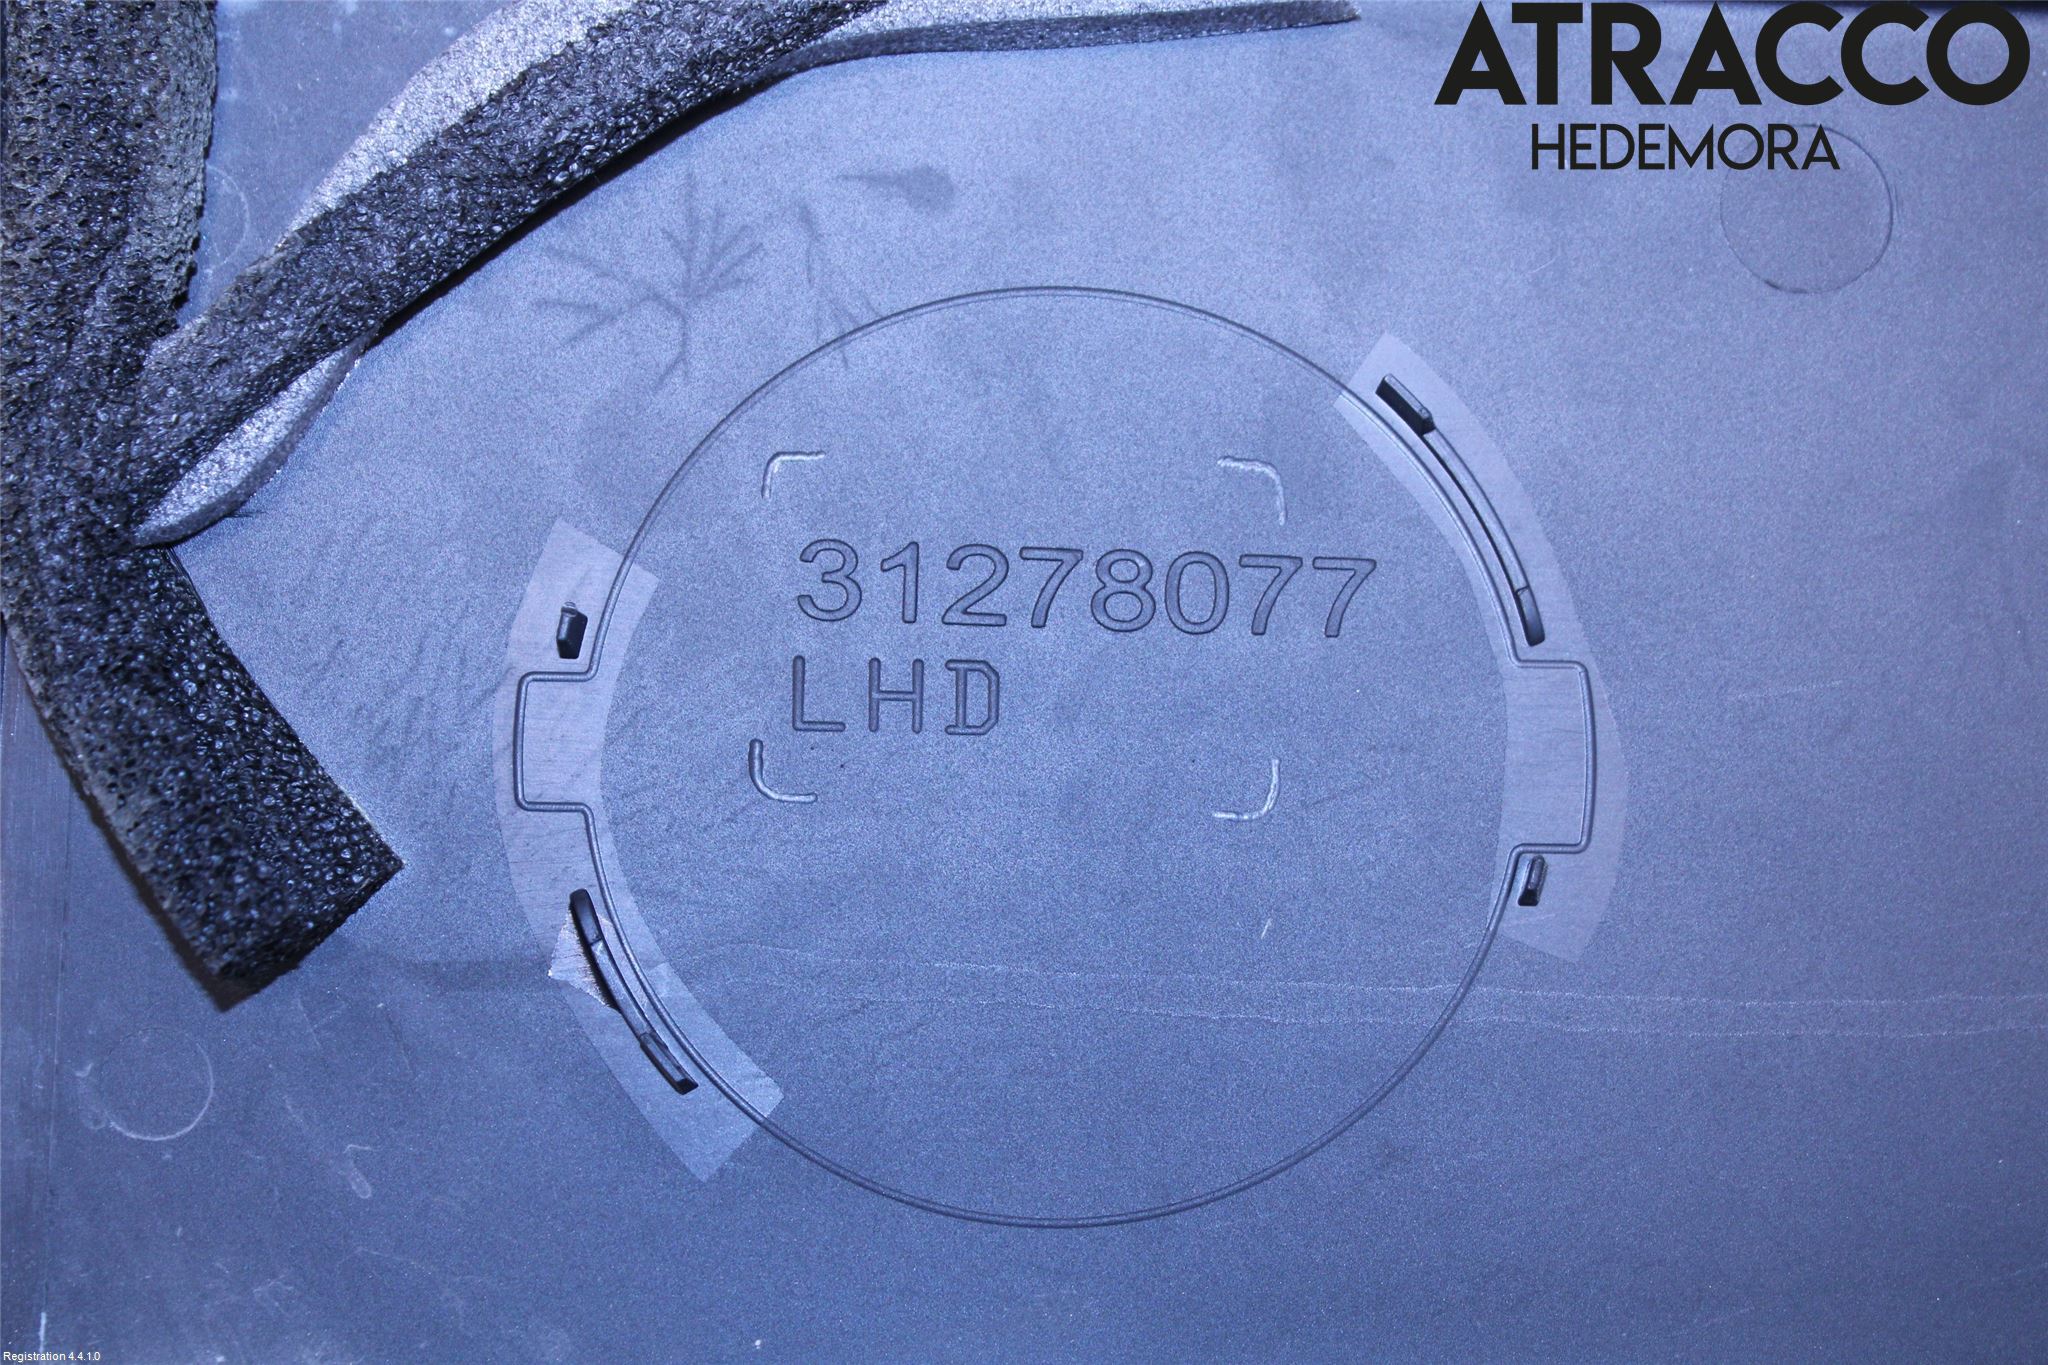 ATRACCO
HEDEMORA
31278077
LHD
Registration 4.4.1.0